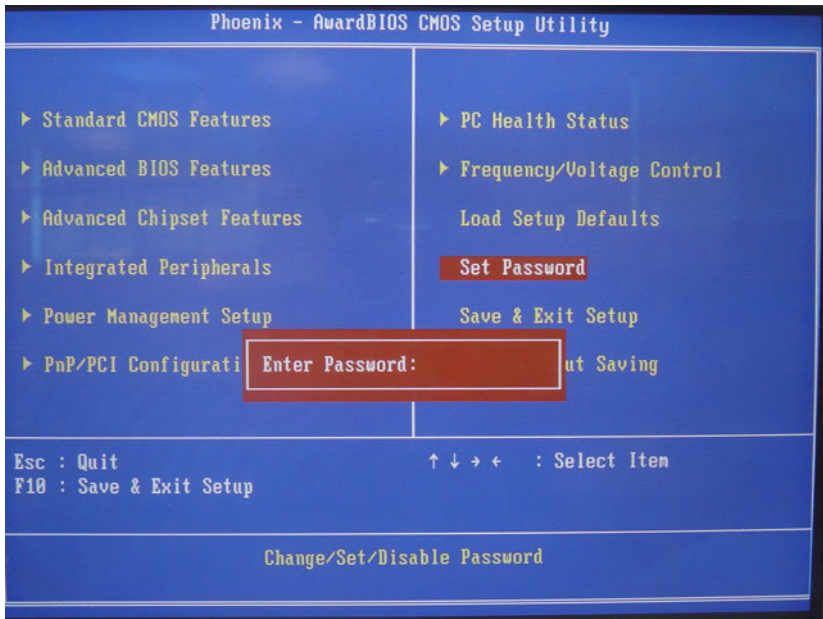 Phoenix - AwardBIOS CMOS Setup Utility
▶ Standard CMOS Features
▶ Advanced BIOS Features
▶ Advanced Chipset Features
▶ Integrated Peripherals
▶ Power Management Setup
▶ PnP/PCI Configurati
▶ PC Health Status
▶ Frequency/Voltage Control
Load Setup Defaults
Set Password
Save & Exit Setup
ut Saving
Enter Password:
Esc : Quit
F10 : Save & Exit Setup
↑ ↓ → ← : Select Item
Change/Set/Disable Password